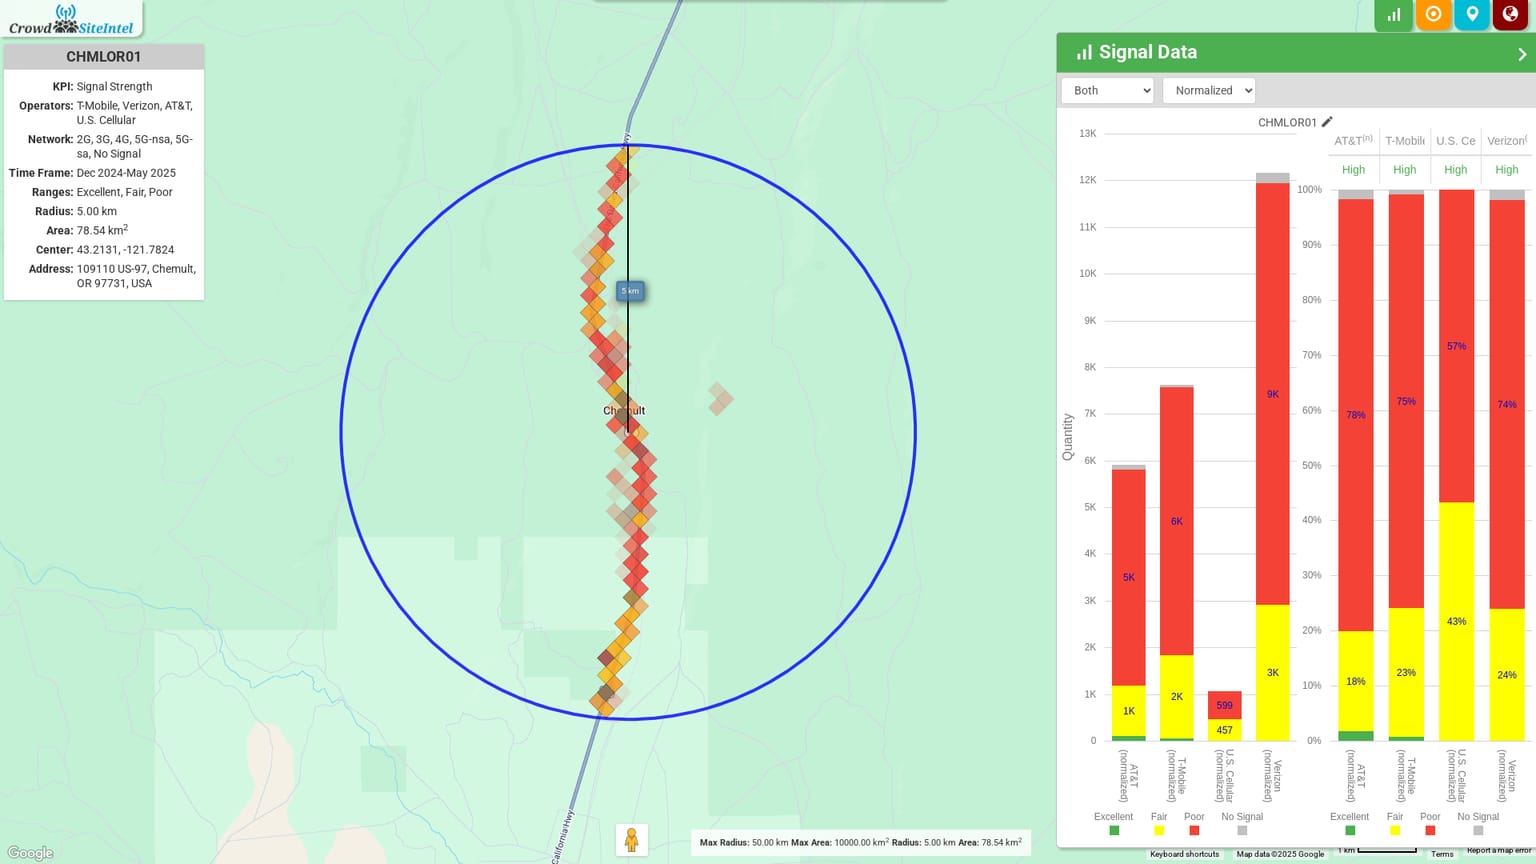 CrowdSiteIntel
CHMLOR01
KPI: Signal Strength
Operators: T-Mobile, Verizon, AT&T,
U.S. Cellular
Network: 2G, 3G, 4G, 5G-nsa, 5G-
sa, No Signal
Time Frame: Dec 2024-May 2025
Ranges: Excellent, Fair, Poor
Radius: 5.00 km
Area: 78.54 km²
Center: 43.2131, -121.7824
Address: 109110 US-97, Chemult,
OR 97731, USA
5 km
Chemult
California Hwy
Google
Max Radius: 50.00 km Max Area: 10000.00 km² Radius: 5.00 km Area: 78.54 km²
Signal Data
Both
Normalized
CHMLOR01
13K
12K
11K
10K
9K
8K
7K
6K
5K
4K
3K
2K
1K
0
Quantity
5K
1K
6K
2K
599
457
9K
3K
AT&T (normalized)
T-Mobile (normalized)
U.S. Cellular (normalized)
Verizon (normalized)
Excellent
Fair
Poor
No Signal
AT&T(n)
T-Mobile
U.S. Ce
Verizon(
High
High
High
High
100%
90%
80%
70%
60%
50%
40%
30%
20%
10%
0%
78%
18%
75%
23%
57%
43%
74%
24%
AT&T (normalized)
T-Mobile (normalized)
U.S. Cellular (normalized)
Verizon (normalized)
Excellent
Fair
Poor
No Signal
Keyboard shortcuts
Map data ©2025 Google
1 km
Terms
Report a map error